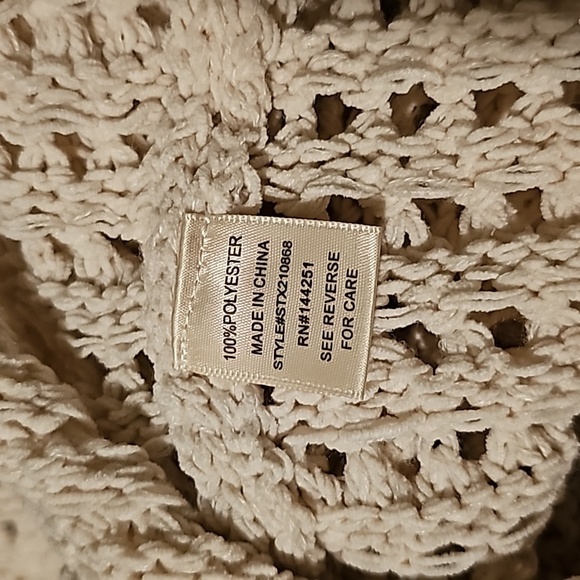 100%POLYESTER
MADE IN CHINA
STYLE#STX210868
RN#144251
SEE REVERSE
FOR CARE